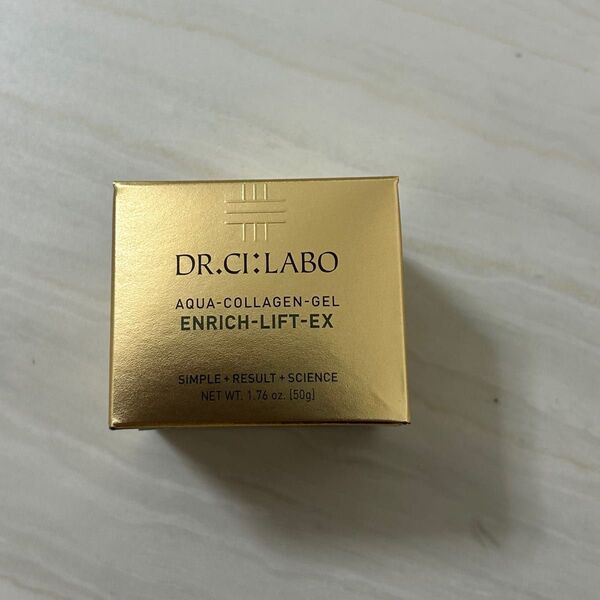 DR.CI:LABO
AQUA-COLLAGEN-GEL
ENRICH-LIFT-EX
SIMPLE+RESULT+SCIENCE
NET WT. 1.76 oz. [50g]